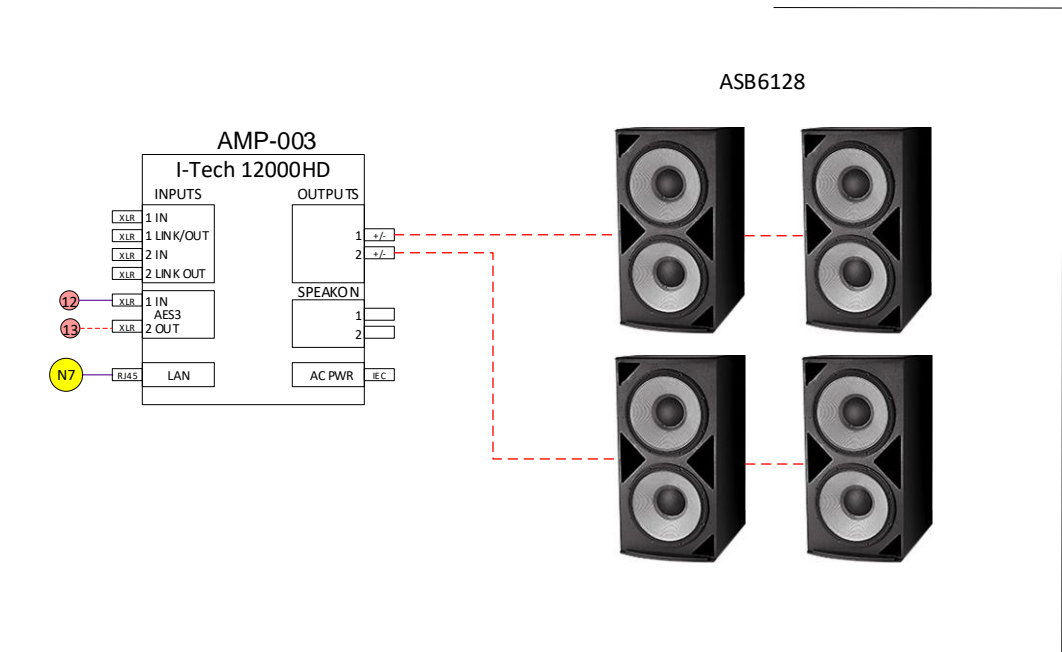 ASB6128
AMP-003
I-Tech 12000HD
INPUTS
OUTPUTS
XLR 1 IN
XLR 1 LINK/OUT
XLR 2 IN
XLR 2 LINK OUT
1 +/-
2 +/-
SPEAKON
1
2
12 XLR 1 IN
AES3
13 XLR 2 OUT
N7 RJ45 LAN
AC PWR IEC